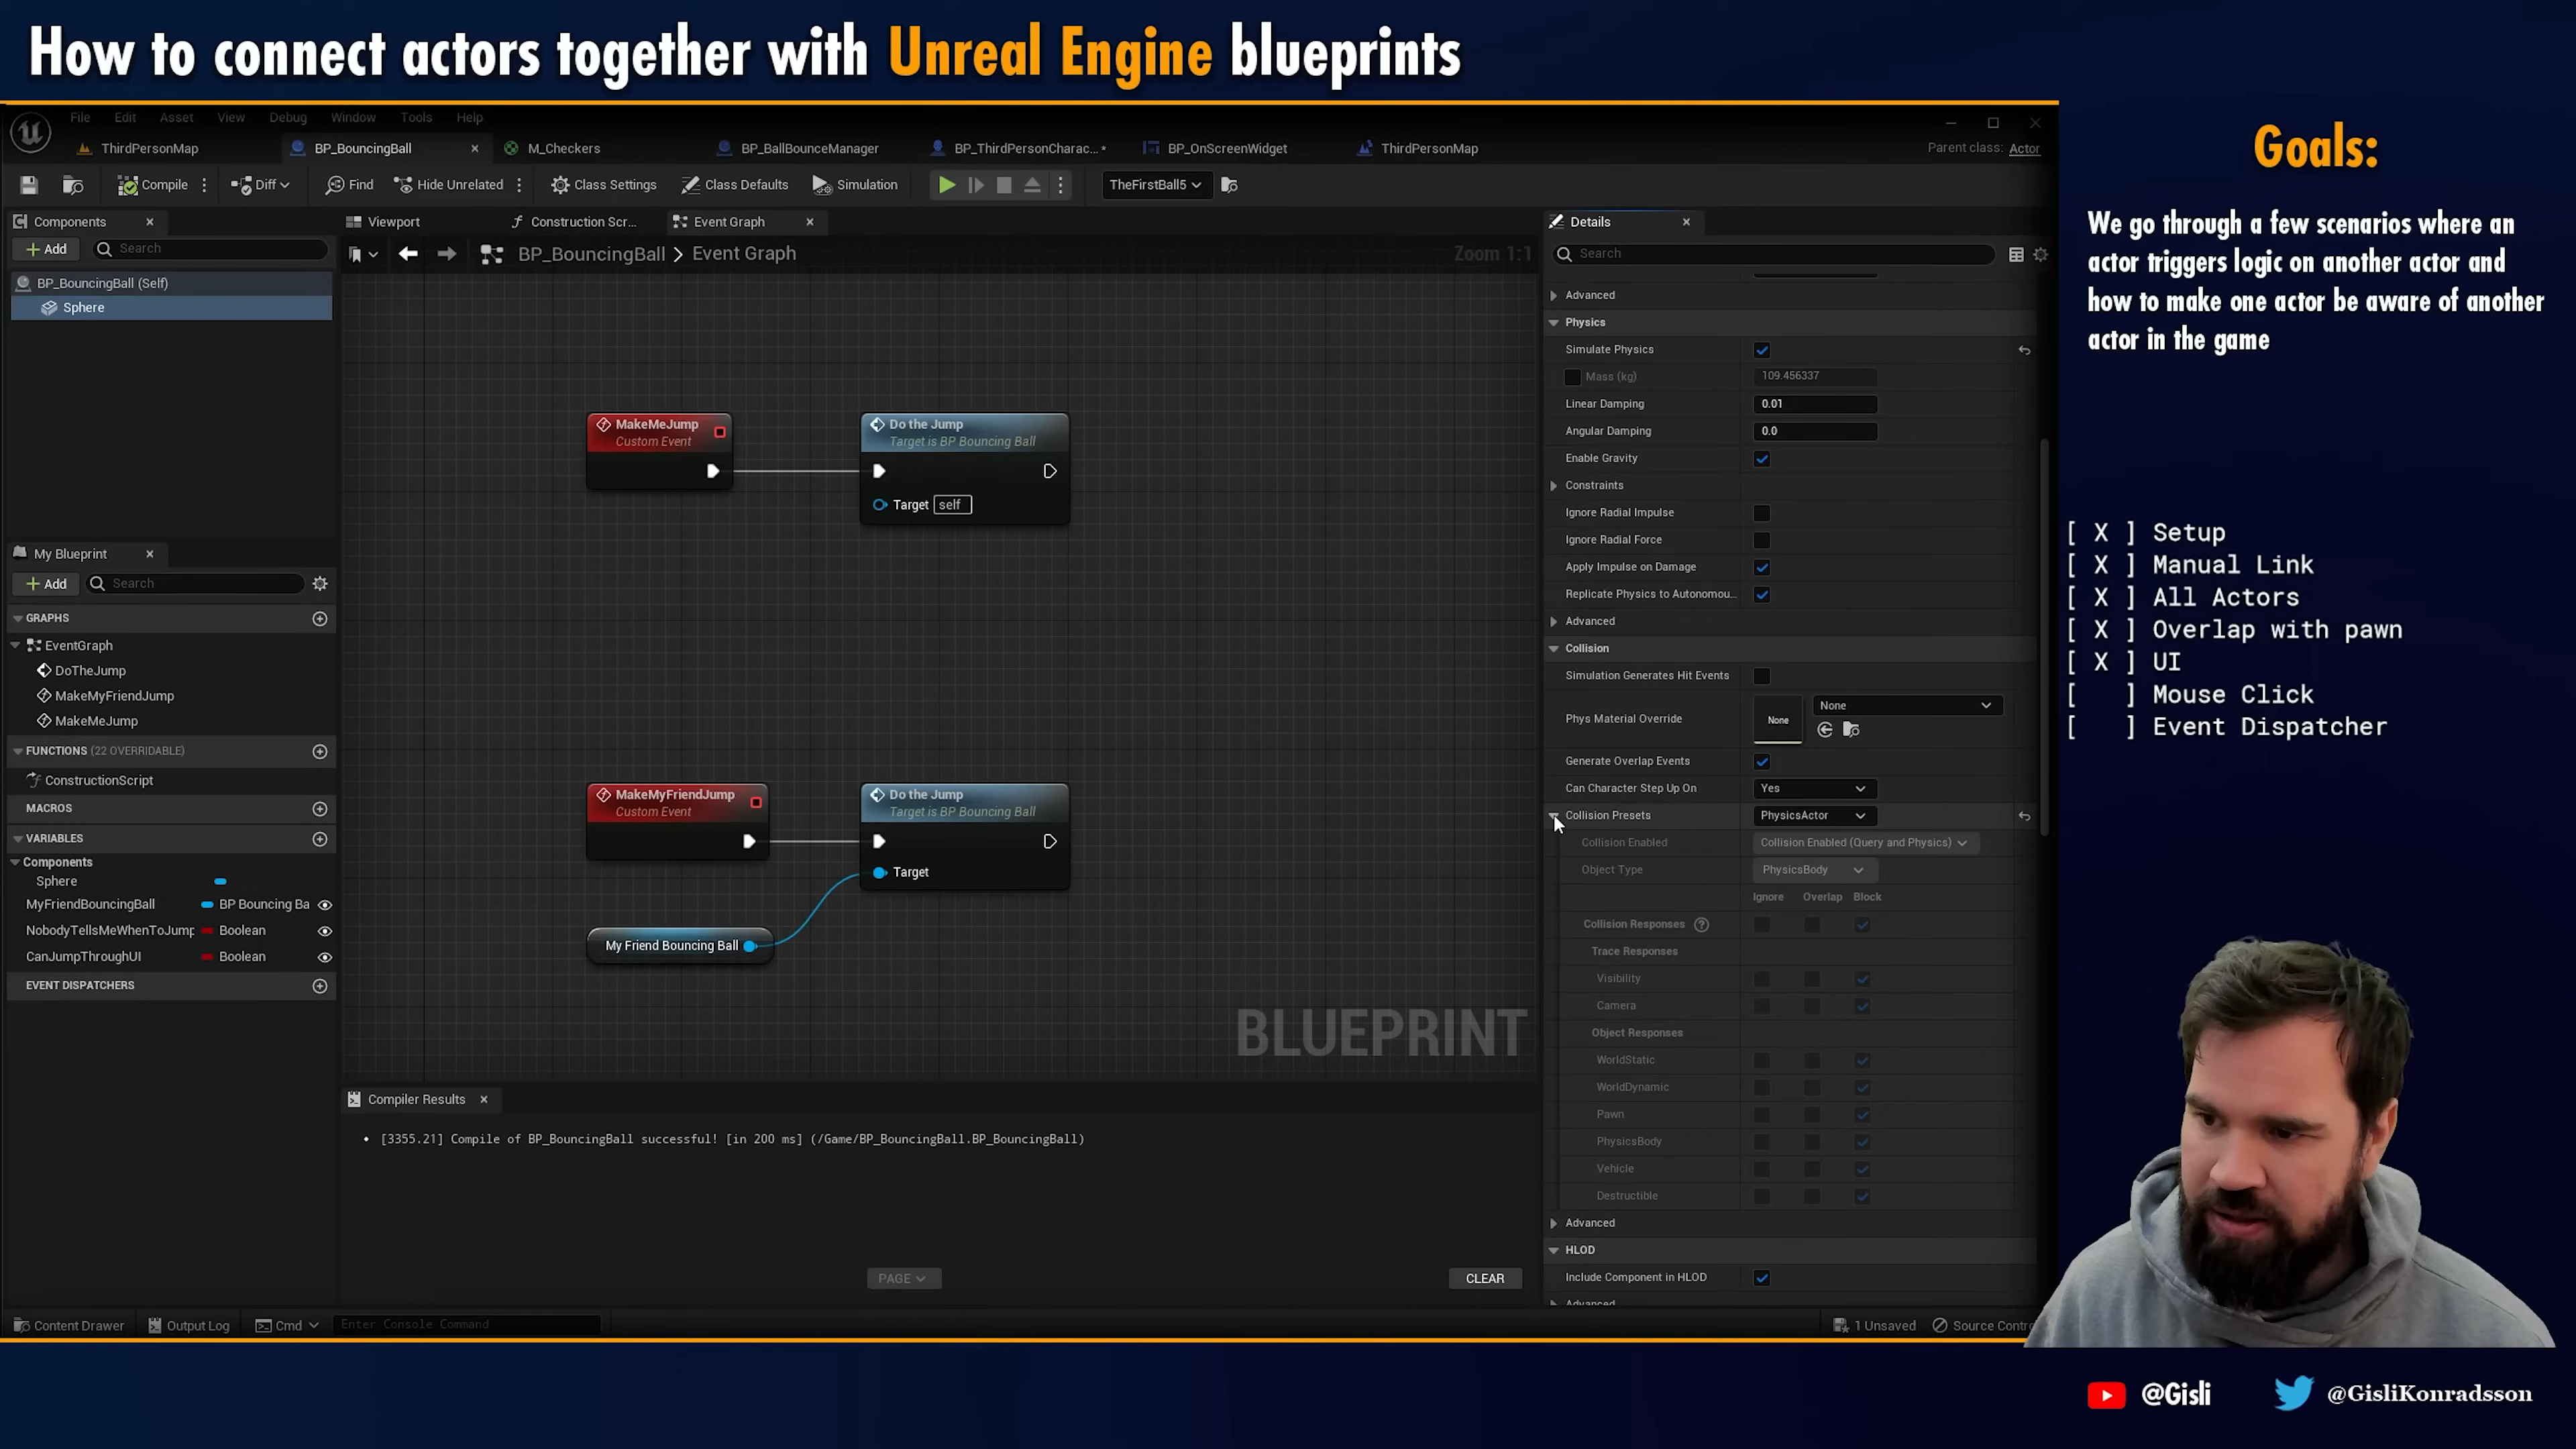 How to connect actors together with Unreal Engine blueprints
File Edit Asset View Debug Window Tools Help
ThirdPersonMap BP_BouncingBall M_Checkers BP_BallBounceManager BP_ThirdPersonCharac... BP_OnScreenWidget ThirdPersonMap Parent class: Actor
Compile Diff Find Hide Unrelated Class Settings Class Defaults Simulation TheFirstBall5
Components
Add Search
BP_BouncingBall (Self)
Sphere
My Blueprint
Add Search
GRAPHS
EventGraph
DoTheJump
MakeMyFriendJump
MakeMeJump
FUNCTIONS (22 OVERRIDABLE)
ConstructionScript
MACROS
VARIABLES
Components
Sphere
MyFriendBouncingBall BP Bouncing Ba
NobodyTellsMeWhenToJump Boolean
CanJumpThroughUI Boolean
EVENT DISPATCHERS
Viewport Construction Scr... Event Graph
BP_BouncingBall > Event Graph Zoom 1:1
MakeMeJump
Custom Event
Do the Jump
Target is BP Bouncing Ball
Target self
MakeMyFriendJump
Custom Event
Do the Jump
Target is BP Bouncing Ball
Target
My Friend Bouncing Ball
BLUEPRINT
Compiler Results
• [3355.21] Compile of BP_BouncingBall successful! [in 200 ms] (/Game/BP_BouncingBall.BP_BouncingBall)
PAGE CLEAR
Details
Search
Advanced
Physics
Simulate Physics
Mass (kg) 109.456337
Linear Damping 0.01
Angular Damping 0.0
Enable Gravity
Constraints
Ignore Radial Impulse
Ignore Radial Force
Apply Impulse on Damage
Replicate Physics to Autonomou...
Advanced
Collision
Simulation Generates Hit Events
Phys Material Override None None
Generate Overlap Events
Can Character Step Up On Yes
Collision Presets PhysicsActor
Collision Enabled Collision Enabled (Query and Physics)
Object Type PhysicsBody
Ignore Overlap Block
Collision Responses ?
Trace Responses
Visibility
Camera
Object Responses
WorldStatic
WorldDynamic
Pawn
PhysicsBody
Vehicle
Destructible
Advanced
HLOD
Include Component in HLOD
Advanced
Content Drawer Output Log Cmd Enter Console Command 1 Unsaved Source Contro
Goals:
We go through a few scenarios where an
actor triggers logic on another actor and
how to make one actor be aware of another
actor in the game
[ X ] Setup
[ X ] Manual Link
[ X ] All Actors
[ X ] Overlap with pawn
[ X ] UI
[ ] Mouse Click
[ ] Event Dispatcher
@Gisli @GisliKonradsson